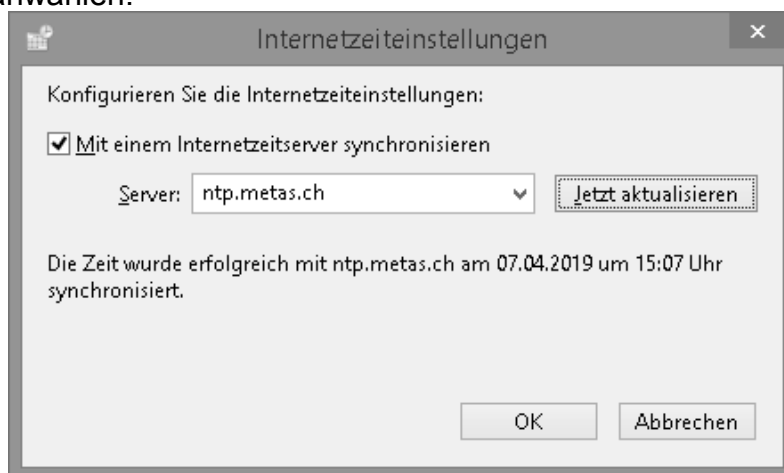 anwählen:
Internetzeiteinstellungen
Konfigurieren Sie die Internetzeiteinstellungen:
Mit einem Internetzeitserver synchronisieren
Server: ntp.metas.ch Jetzt aktualisieren
Die Zeit wurde erfolgreich mit ntp.metas.ch am 07.04.2019 um 15:07 Uhr
synchronisiert.
OK Abbrechen